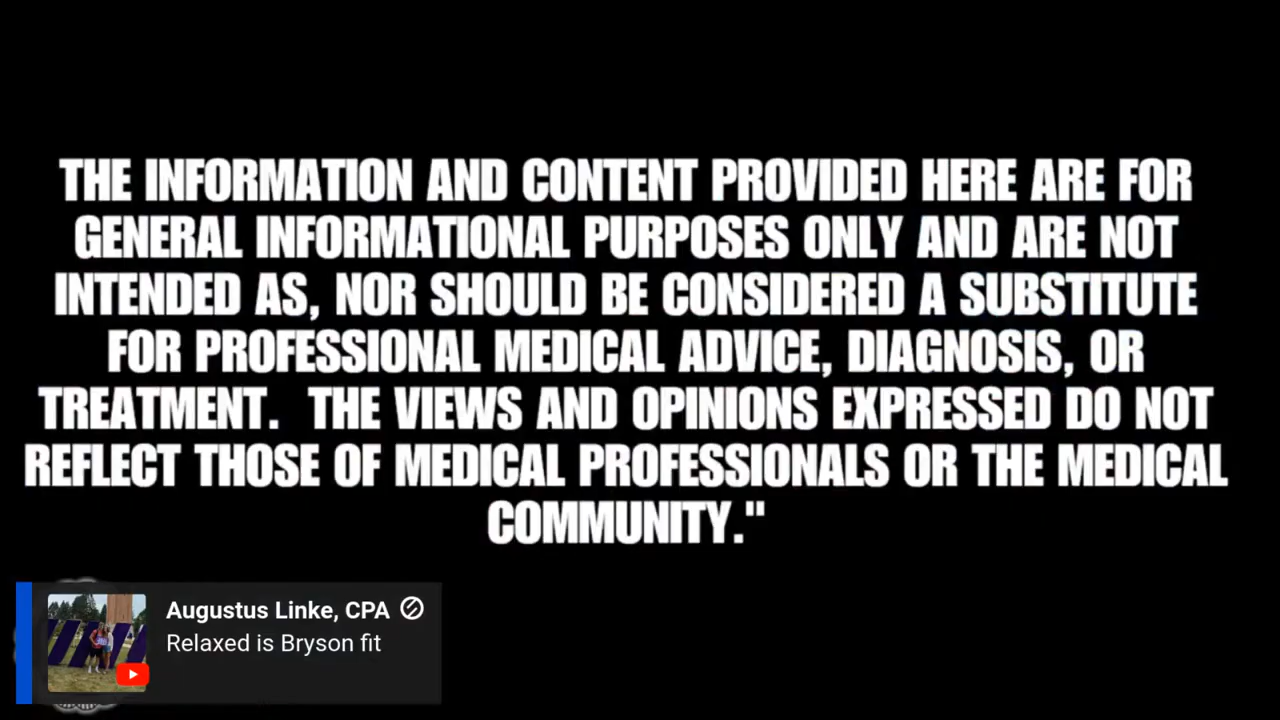 THE INFORMATION AND CONTENT PROVIDED HERE ARE FOR
GENERAL INFORMATIONAL PURPOSES ONLY AND ARE NOT
INTENDED AS, NOR SHOULD BE CONSIDERED A SUBSTITUTE
FOR PROFESSIONAL MEDICAL ADVICE, DIAGNOSIS, OR
TREATMENT.  THE VIEWS AND OPINIONS EXPRESSED DO NOT
REFLECT THOSE OF MEDICAL PROFESSIONALS OR THE MEDICAL
COMMUNITY."
Augustus Linke, CPA
Relaxed is Bryson fit